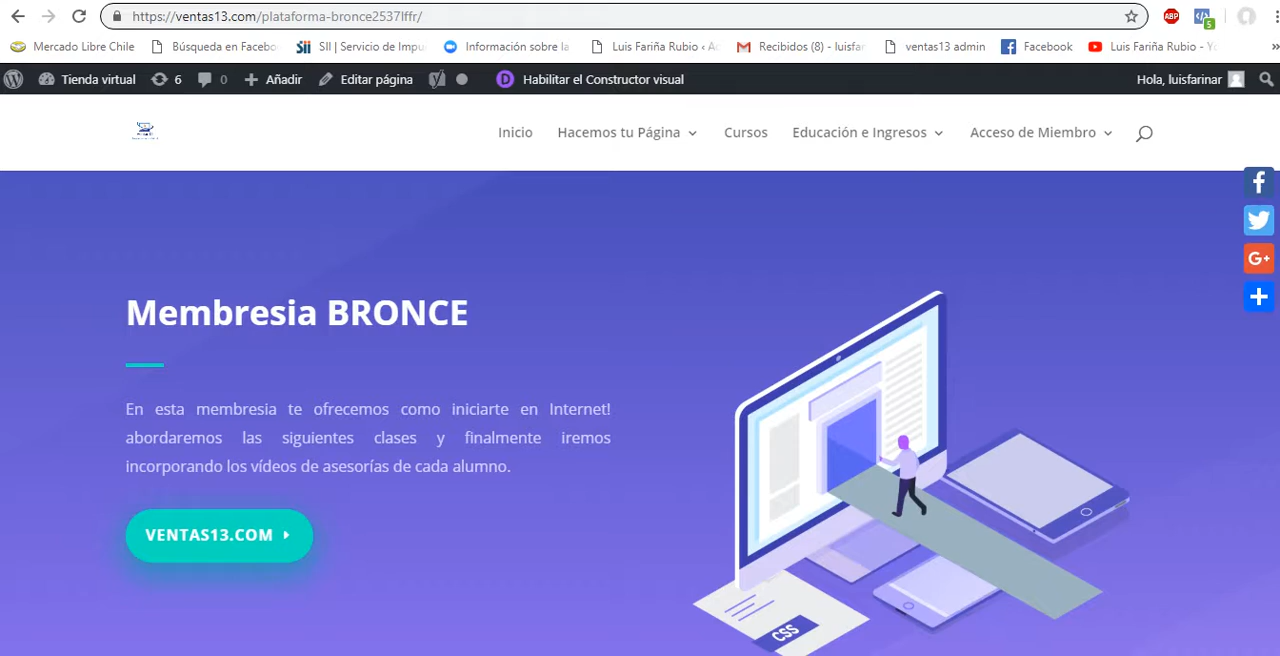 https://ventas13.com/plataforma-bronce2537lffr/
ABP
5
Mercado Libre Chile
Búsqueda en Facebo
SII | Servicio de Impu
Información sobre la
Luis Fariña Rubio ‹ Ac
Recibidos (8) - luisfar
ventas13 admin
Facebook
Luis Fariña Rubio - Yo
»
Tienda virtual
6
0
Añadir
Editar página
D Habilitar el Constructor visual
Hola, luisfarinar
Inicio
Hacemos tu Página
Cursos
Educación e Ingresos
Acceso de Miembro
G+
Membresia BRONCE
En esta membresia te ofrecemos como iniciarte en Internet!
abordaremos las siguientes clases y finalmente iremos
incorporando los vídeos de asesorías de cada alumno.
VENTAS13.COM
CSS